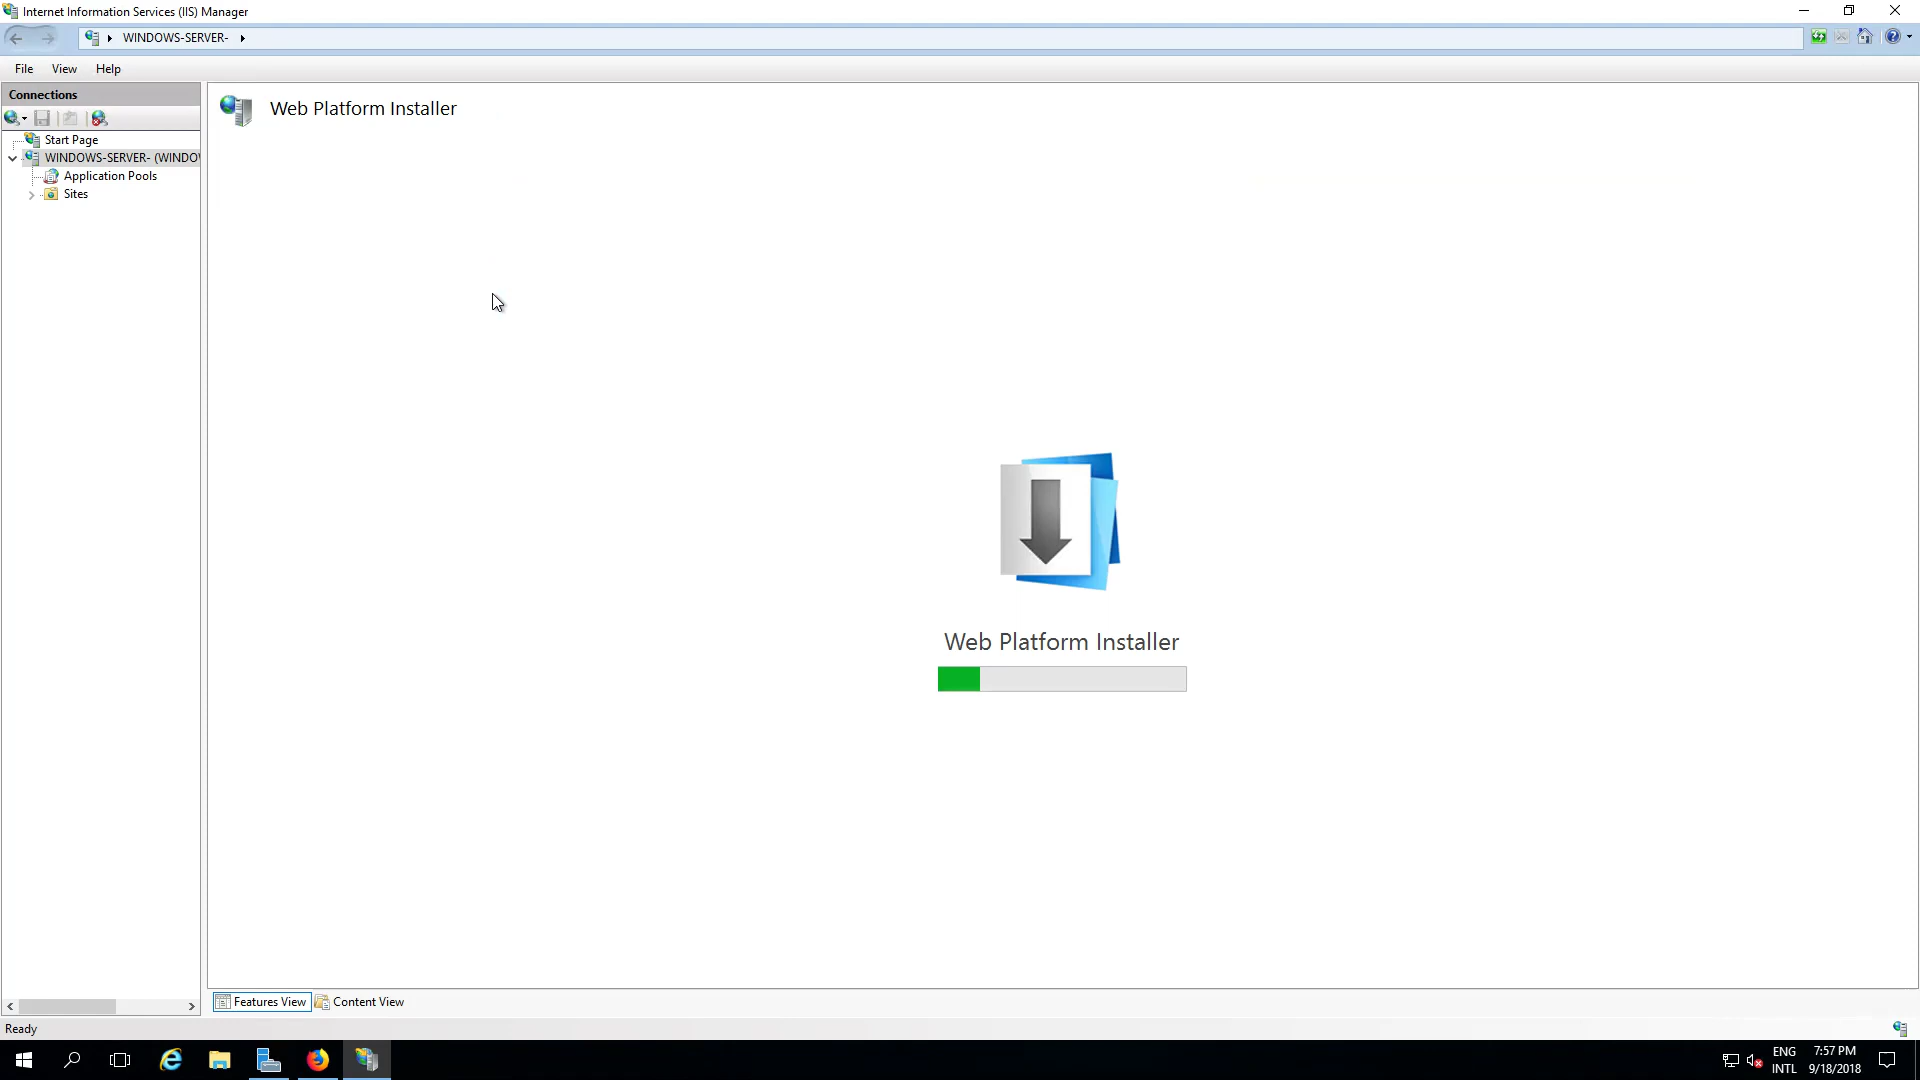 Internet Information Services (IIS) Manager
WINDOWS-SERVER-
File View Help
Connections
Start Page
WINDOWS-SERVER- (WINDOW
Application Pools
Sites
Web Platform Installer
Web Platform Installer
Features View
Content View
Ready
ENG
INTL
7:57 PM
9/18/2018